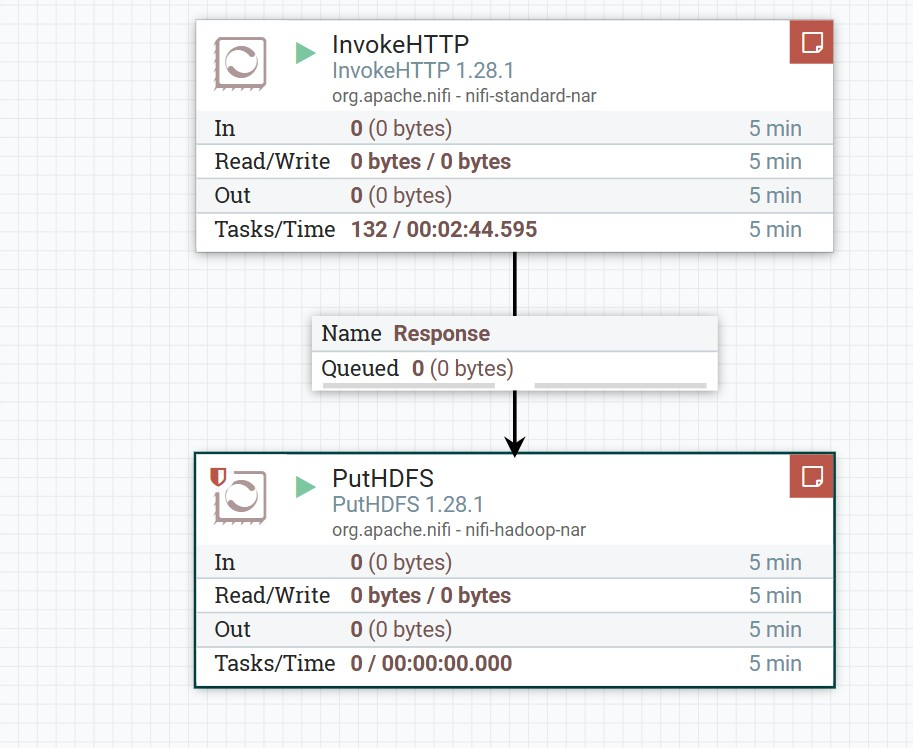 InvokeHTTP
InvokeHTTP 1.28.1
org.apache.nifi - nifi-standard-nar
In 0 (0 bytes) 5 min
Read/Write 0 bytes / 0 bytes 5 min
Out 0 (0 bytes) 5 min
Tasks/Time 132 / 00:02:44.595 5 min
Name Response
Queued 0 (0 bytes)
PutHDFS
PutHDFS 1.28.1
org.apache.nifi - nifi-hadoop-nar
In 0 (0 bytes) 5 min
Read/Write 0 bytes / 0 bytes 5 min
Out 0 (0 bytes) 5 min
Tasks/Time 0 / 00:00:00.000 5 min